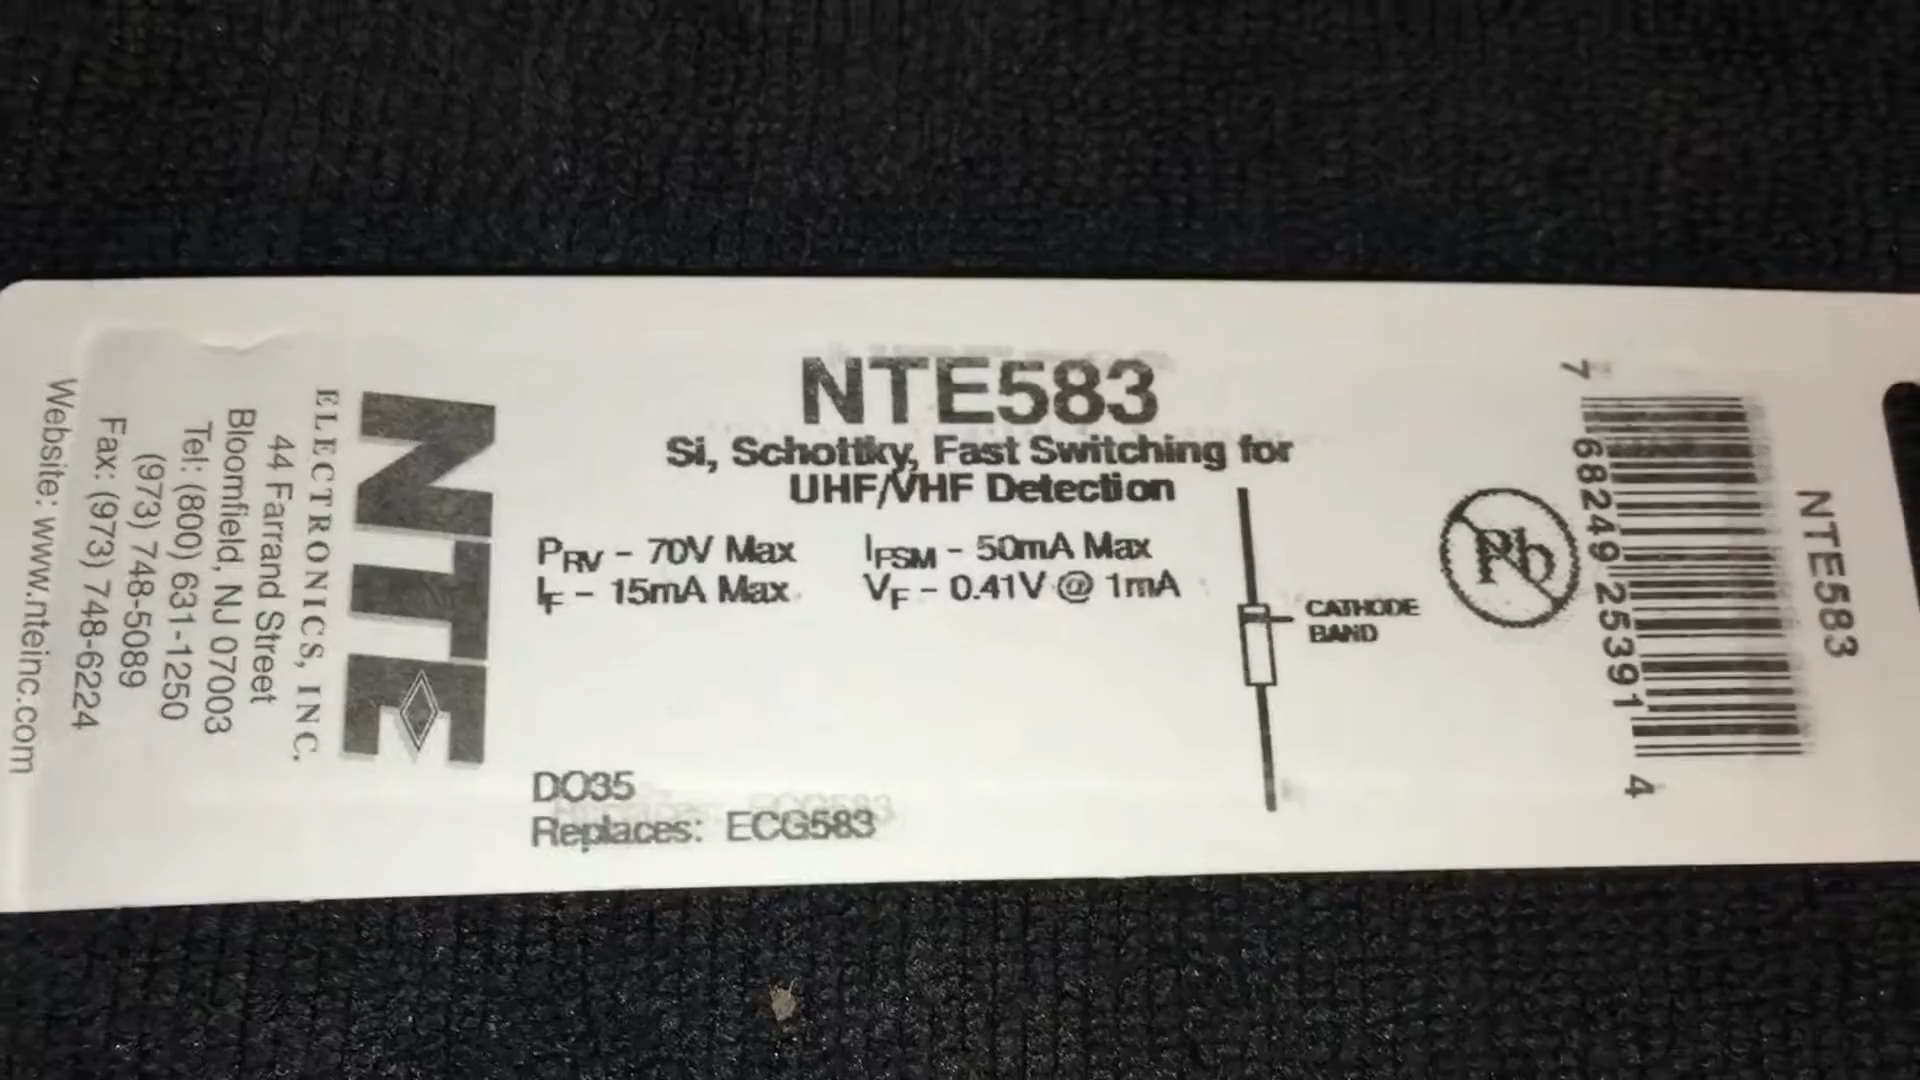 NTE
ELECTRONICS, INC.
44 Farrand Street
Bloomfield, NJ 07003
Tel: (800) 631-1250
(973) 748-5089
Fax: (973) 748-6224
Website: www.nteinc.com
NTE583
Si, Schottky, Fast Switching for
UHF/VHF Detection
PRV - 70V Max IFSM - 50mA Max
IF - 15mA Max VF - 0.41V @ 1mA
CATHODE
BAND
DO35
Replaces: ECG583
Pb
7 68249 25391 4
NTE583